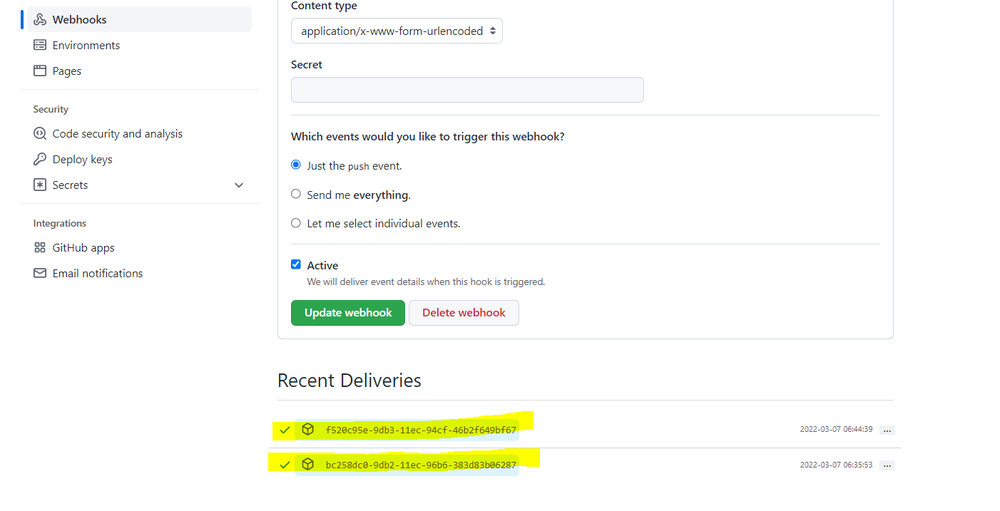 Webhooks
Environments
Pages
Security
Code security and analysis
Deploy keys
Secrets
Integrations
GitHub apps
Email notifications
Content type
application/x-www-form-urlencoded
Secret
Which events would you like to trigger this webhook?
Just the push event.
Send me everything.
Let me select individual events.
Active
We will deliver event details when this hook is triggered.
Update webhook Delete webhook
Recent Deliveries
f520c95e-9db3-11ec-94cf-46b2f649bf67 2022-03-07 06:44:39 ...
bc258dc0-9db2-11ec-96b6-383d83b06287 2022-03-07 06:35:53 ...